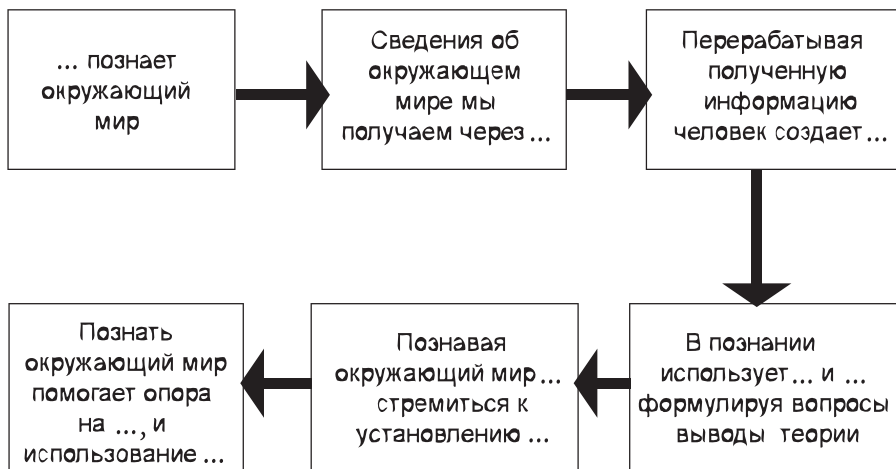 ... познает
окружающий
мир
Сведения об
окружающем
мире мы
получаем через ...
Перерабатывая
полученную
информацию
человек создает ...
В познании
использует ... и ...
формулируя вопросы
выводы теории
Познавая
окружающий мир ...
стремиться к
установлению ...
Познать
окружающий мир
помогает опора
на ..., и
использование ...